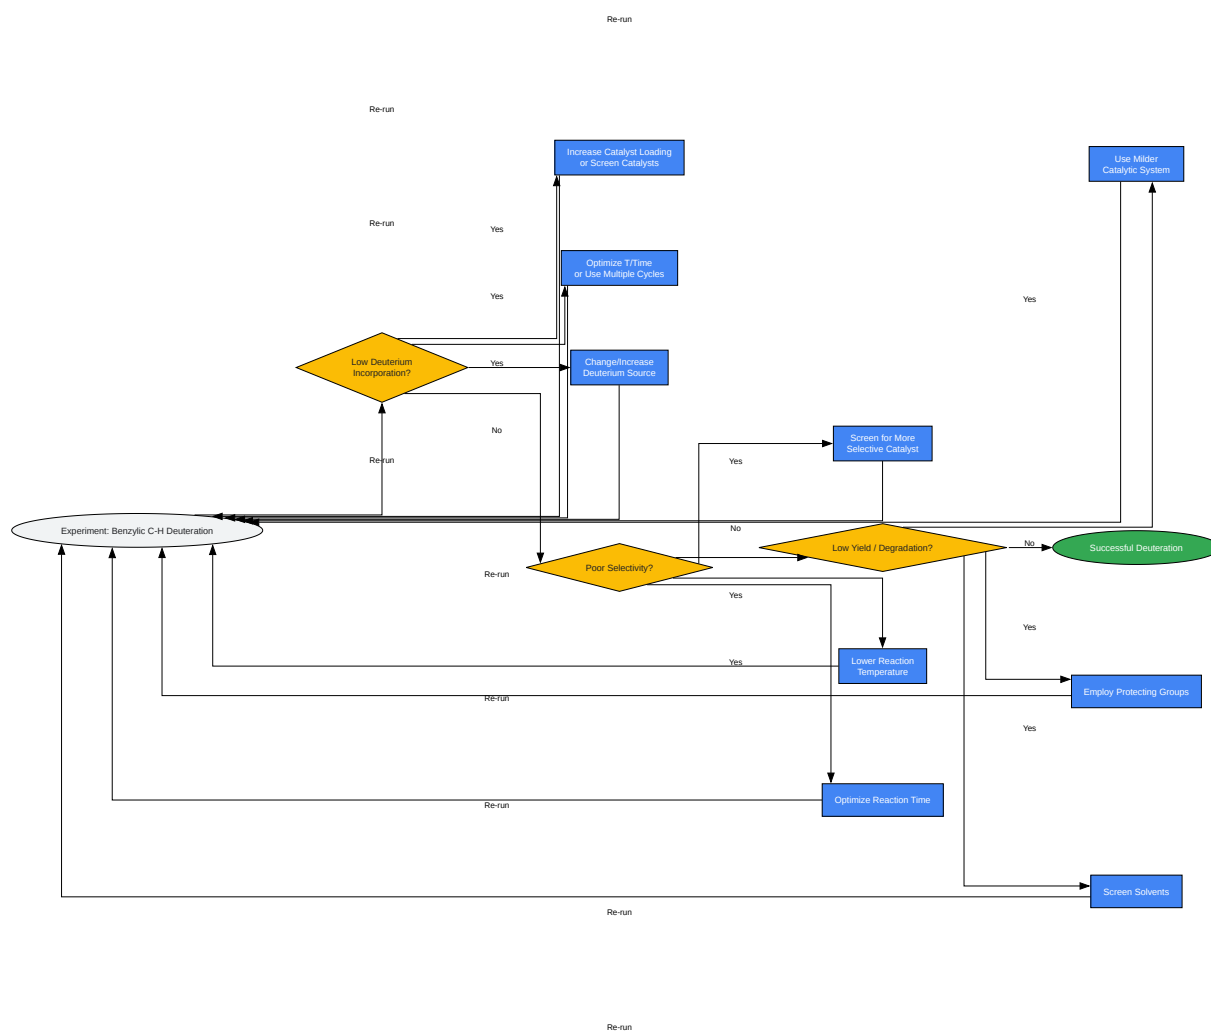 Re-run
Re-run
Increase Catalyst Loading
or Screen Catalysts
Use Milder
Catalytic System
Re-run
Yes
Optimize T/Time
or Use Multiple Cycles
Yes
Yes
Low Deuterium
Incorporation?
Yes
Change/Increase
Deuterium Source
No
Screen for More
Selective Catalyst
Re-run
Yes
Experiment: Benzylic C-H Deuteration
No
Low Yield / Degradation?
No
Successful Deuteration
Poor Selectivity?
Re-run
Yes
Yes
Yes
Lower Reaction
Temperature
Re-run
Employ Protecting Groups
Yes
Re-run
Optimize Reaction Time
Screen Solvents
Re-run
Re-run